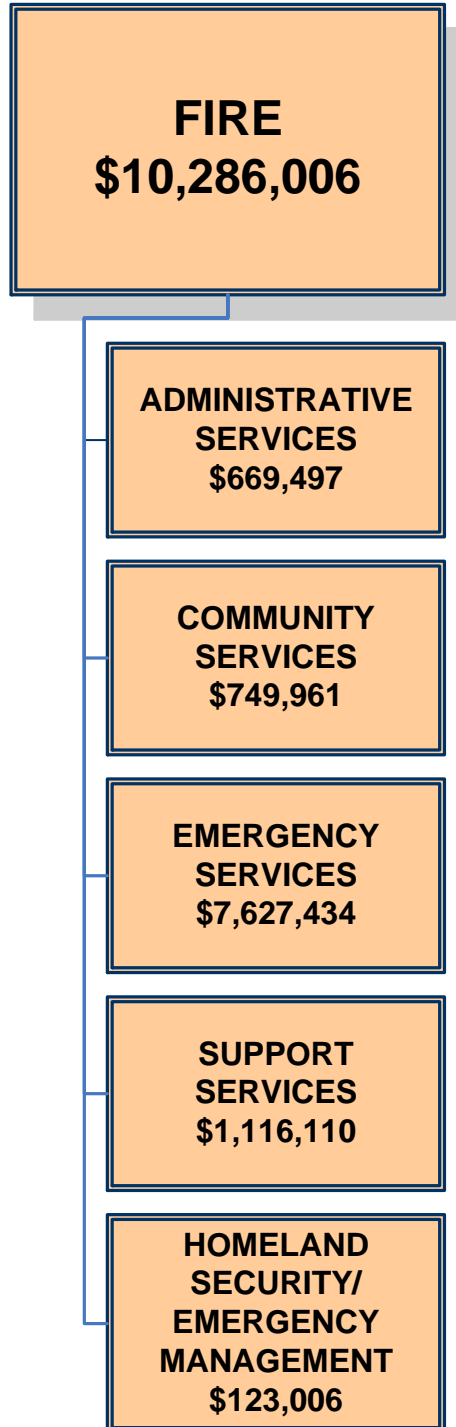 FIRE
$10,286,006
ADMINISTRATIVE
SERVICES
$669,497
COMMUNITY
SERVICES
$749,961
EMERGENCY
SERVICES
$7,627,434
SUPPORT
SERVICES
$1,116,110
HOMELAND
SECURITY/
EMERGENCY
MANAGEMENT
$123,006